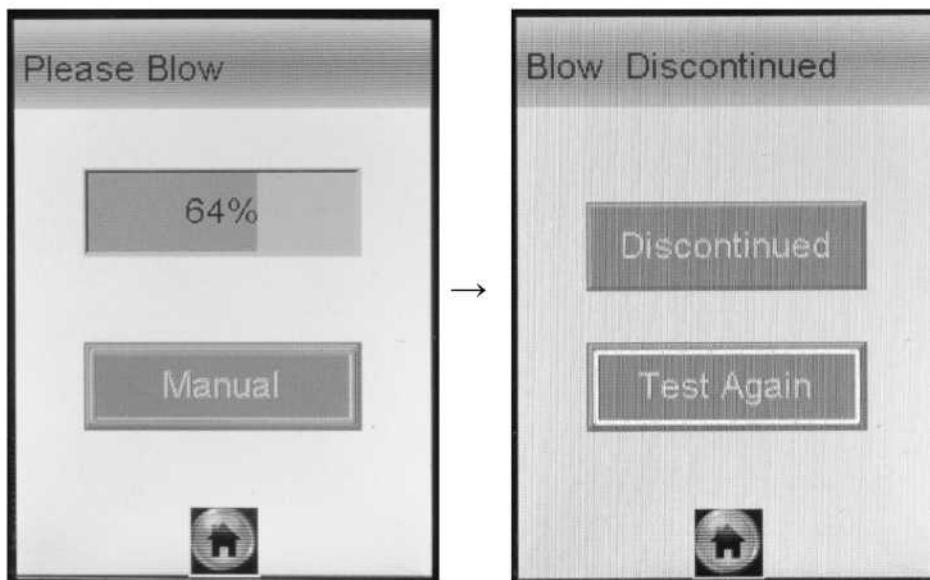 Please Blow
64%
Manual
→
Blow Discontinued
Discontinued
Test Again